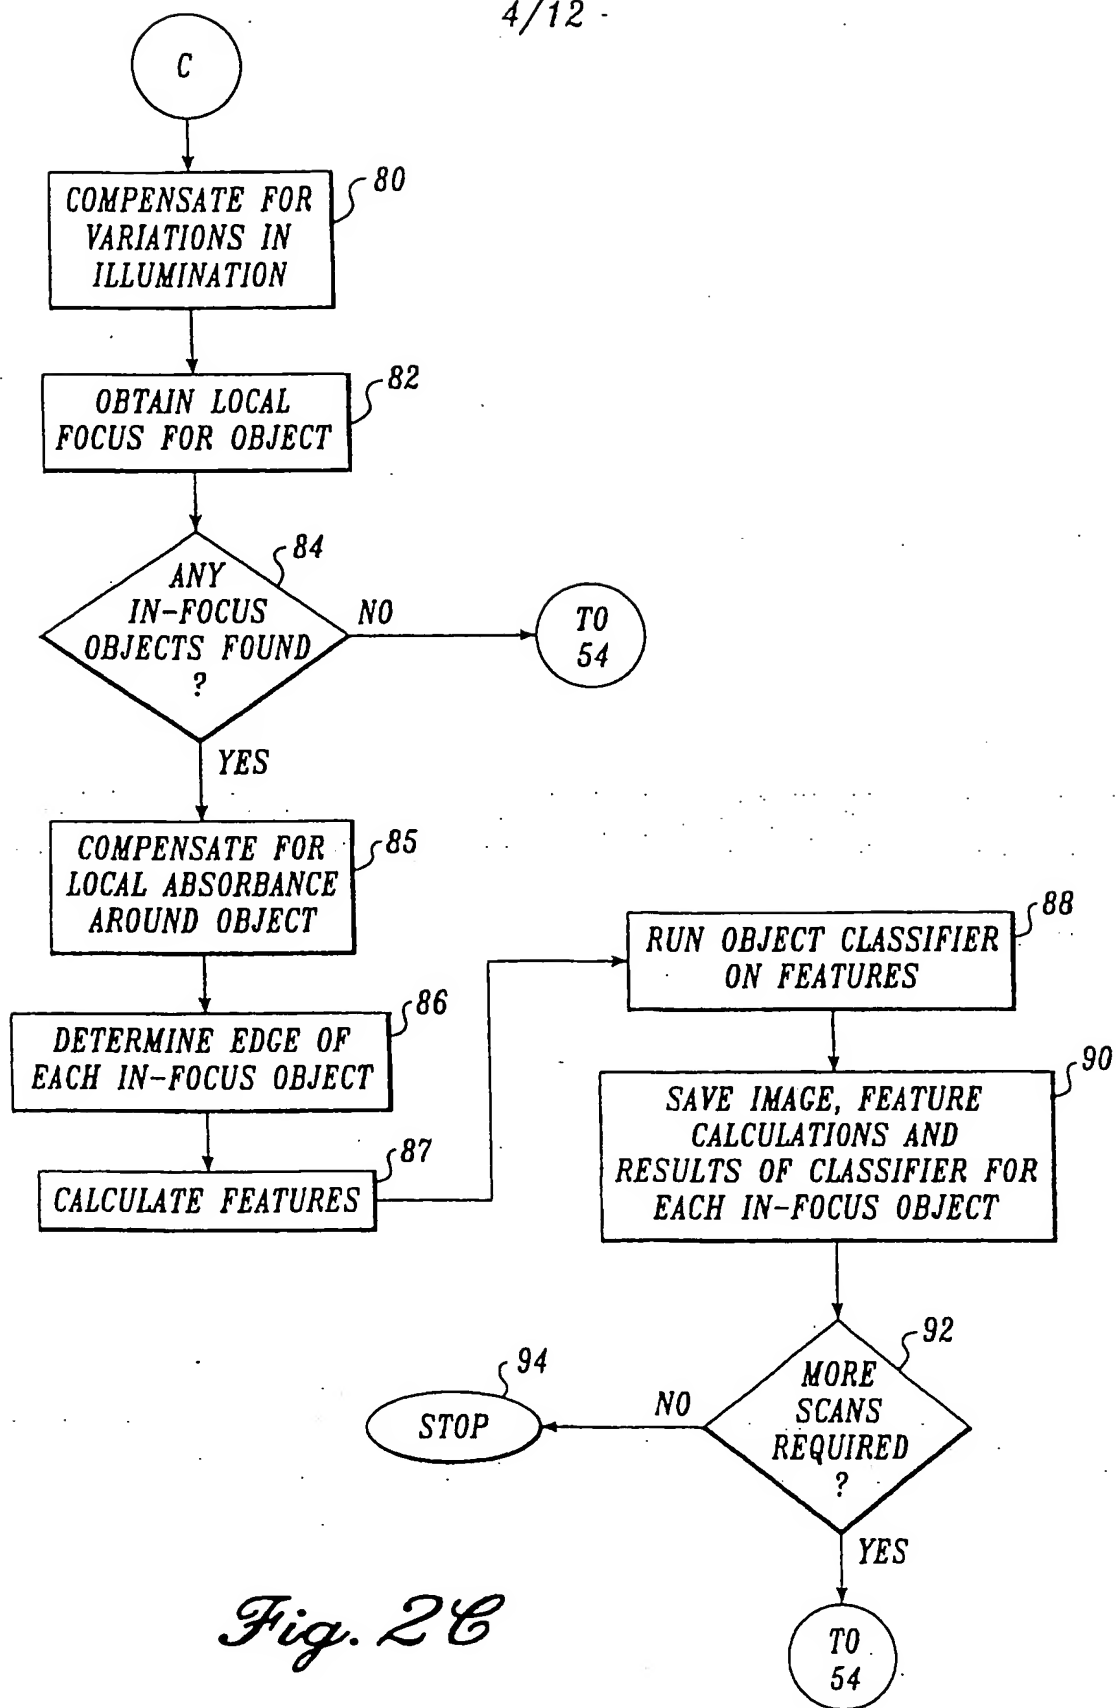 4/12
C
80
COMPENSATE FOR
VARIATIONS IN
ILLUMINATION
82
OBTAIN LOCAL
FOCUS FOR OBJECT
84
ANY
IN-FOCUS
OBJECTS FOUND
?
NO
TO
54
YES
85
COMPENSATE FOR
LOCAL ABSORBANCE
AROUND OBJECT
86
DETERMINE EDGE OF
EACH IN-FOCUS OBJECT
87
CALCULATE FEATURES
88
RUN OBJECT CLASSIFIER
ON FEATURES
90
SAVE IMAGE, FEATURE
CALCULATIONS AND
RESULTS OF CLASSIFIER FOR
EACH IN-FOCUS OBJECT
92
MORE
SCANS
REQUIRED
?
NO
94
STOP
YES
TO
54
Fig. 2C